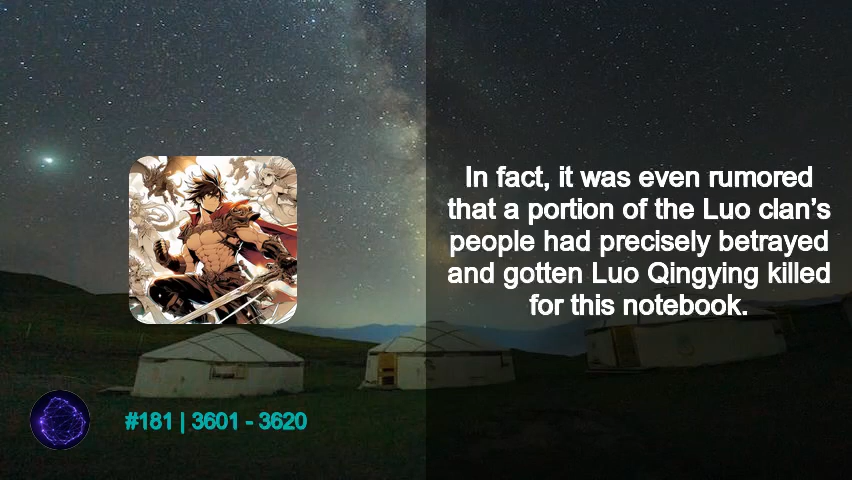 In fact, it was even rumored
that a portion of the Luo clan’s
people had precisely betrayed
and gotten Luo Qingying killed
for this notebook.
#181 | 3601 - 3620